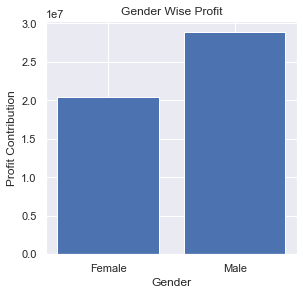 Gender Wise Profit
1e7
3.0
2.5
2.0
1.5
1.0
0.5
0.0
Profit Contribution
Female Male
Gender